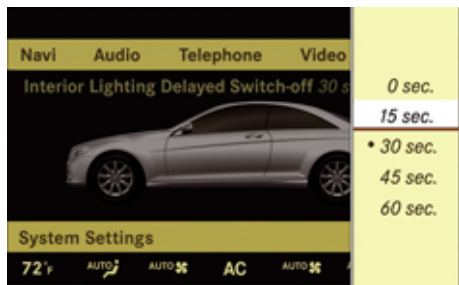 Navi Audio Telephone Video
Interior Lighting Delayed Switch-off 30 s
0 sec.
15 sec.
• 30 sec.
45 sec.
60 sec.
System Settings
72°F AUTO AUTO AC AUTO